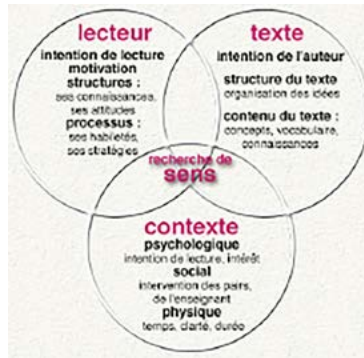 lecteur
intention de lecture
motivation
structures :
ses connaissances,
ses attitudes
processus :
ses habiletés,
ses stratégies
texte
intention de l'auteur
structure du texte
organisation des idées
contenu du texte :
concepts, vocabulaire,
connaissances
recherche de
sens
contexte
psychologique
intention de lecture, intérêt
social
intervention des pairs,
de l'enseignant
physique
temps, clarté, durée